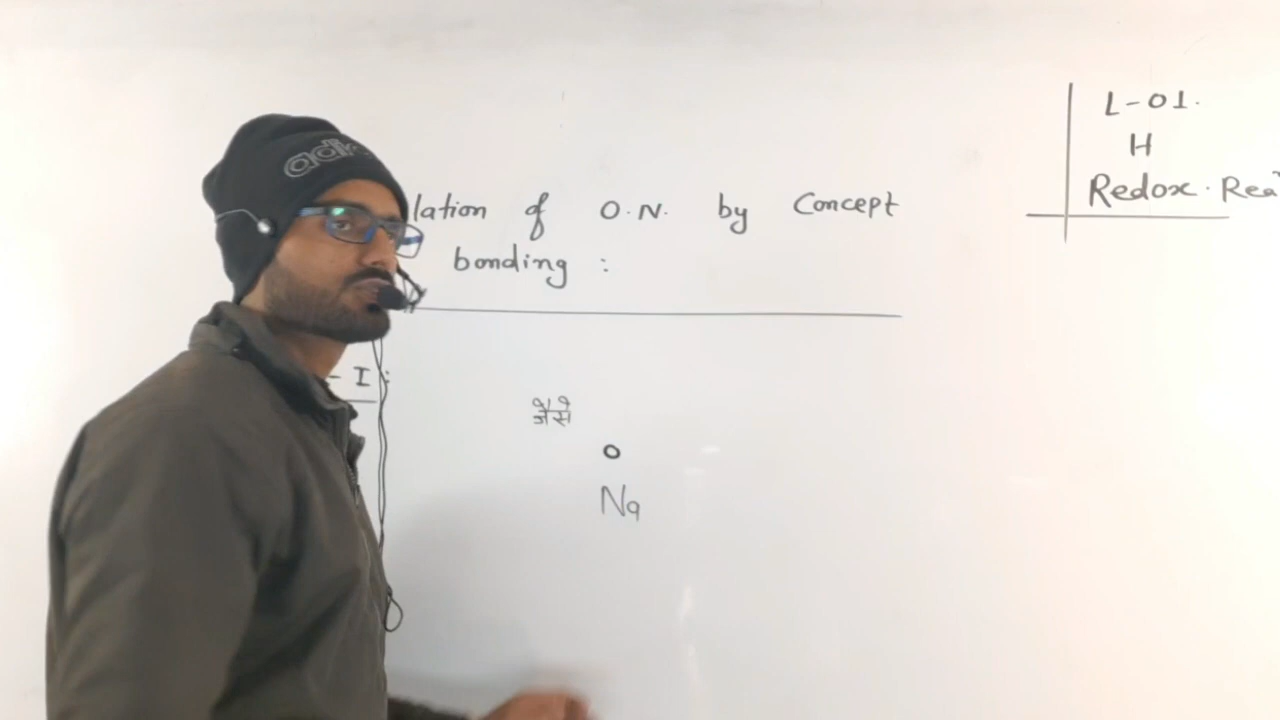 L-01.
H
Redox. Rea
lation of O.N. by Concept
bonding :
- I :
जैसे
0
Na